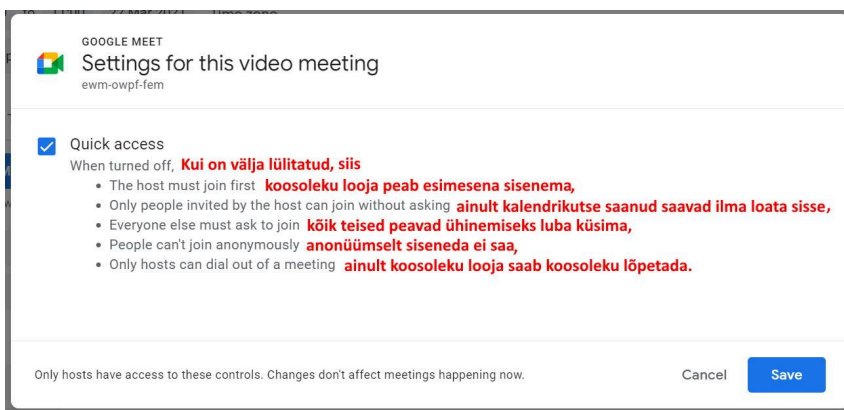 GOOGLE MEET
Settings for this video meeting
ewm-owpf-fem
Quick access
When turned off, Kui on välja lülitatud, siis
• The host must join first koosoleku looja peab esimesena sisenema,
• Only people invited by the host can join without asking ainult kalendrikutse saanud saavad ilma loata sisse,
• Everyone else must ask to join kõik teised peavad ühinemiseks luba küsima,
• People can't join anonymously anonüümselt siseneda ei saa,
• Only hosts can dial out of a meeting ainult koosoleku looja saab koosoleku lõpetada.
Only hosts have access to these controls. Changes don't affect meetings happening now.
Cancel Save